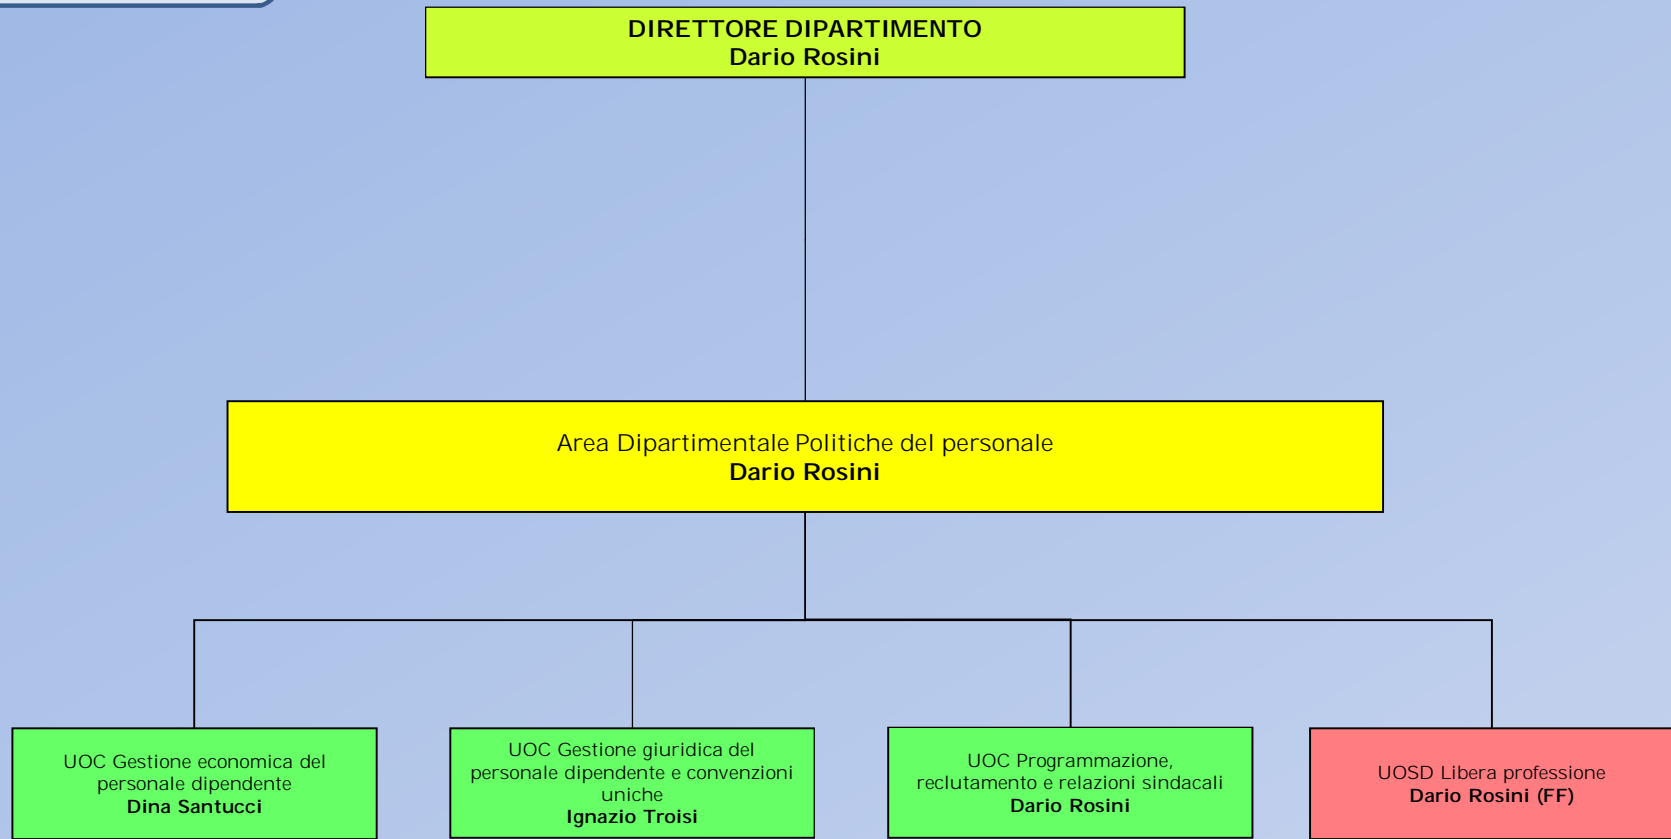 DIRETTORE DIPARTIMENTO
Dario Rosini
Area Dipartimentale Politiche del personale
Dario Rosini
UOC Gestione economica del
personale dipendente
Dina Santucci
UOC Gestione giuridica del
personale dipendente e convenzioni
uniche
Ignazio Troisi
UOC Programmazione,
reclutamento e relazioni sindacali
Dario Rosini
UOSD Libera professione
Dario Rosini (FF)